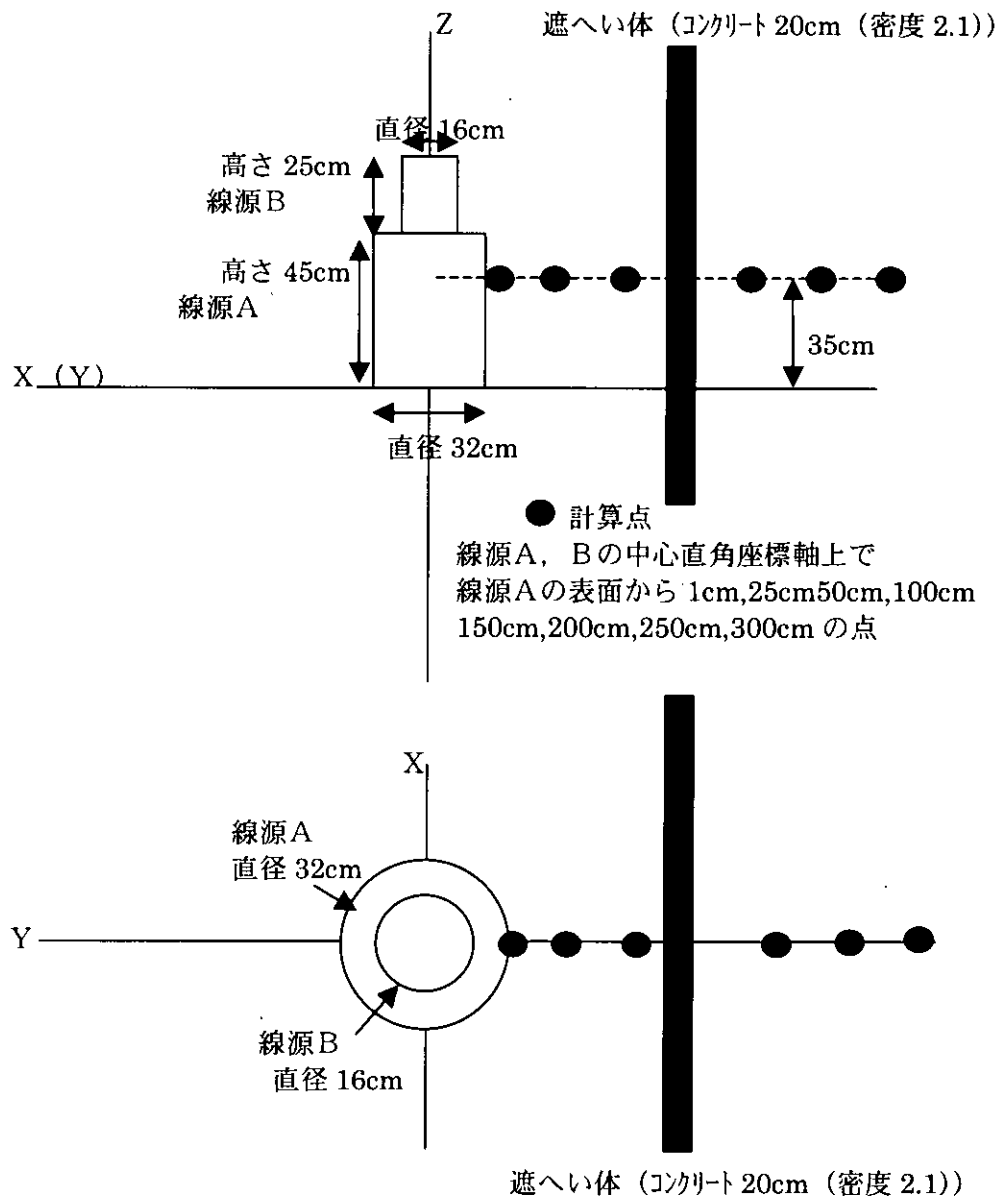 Z
遮へい体（コンクリート 20cm（密度 2.1））
直径 16cm
高さ 25cm
線源Ｂ
高さ 45cm
線源Ａ
35cm
X (Y)
直径 32cm
計算点
線源Ａ，Ｂの中心直角座標軸上で
線源Ａの表面から 1cm,25cm50cm,100cm
150cm,200cm,250cm,300cm の点
X
線源Ａ
直径 32cm
Y
線源Ｂ
直径 16cm
遮へい体（コンクリート 20cm（密度 2.1））